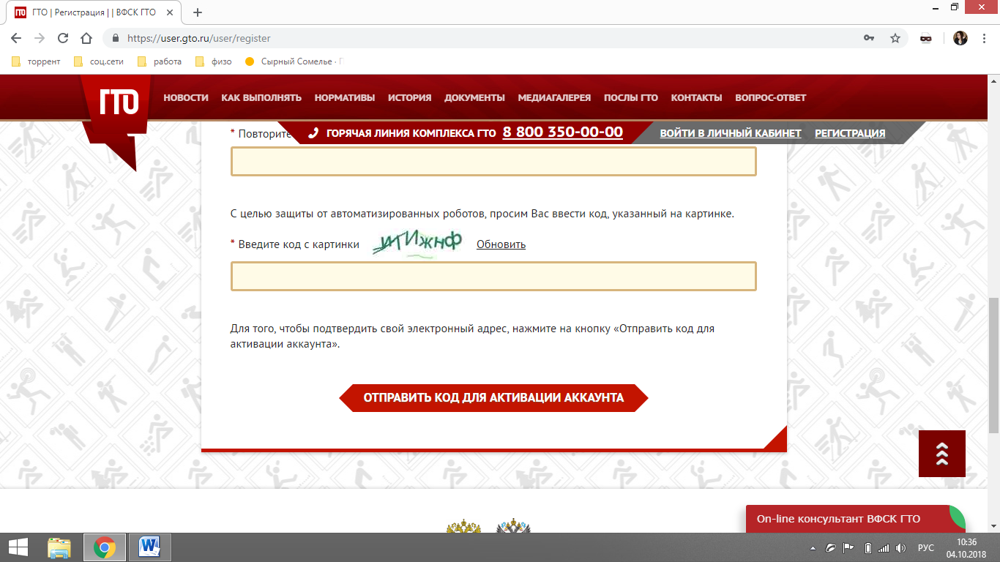 ГТО | Регистрация | | ВФСК ГТО
https://user.gto.ru/user/register
торрент соц.сети работа физо Сырный Сомелье · Г
ГТО НОВОСТИ КАК ВЫПОЛНЯТЬ НОРМАТИВЫ ИСТОРИЯ ДОКУМЕНТЫ МЕДИАГАЛЕРЕЯ ПОСЛЫ ГТО КОНТАКТЫ ВОПРОС-ОТВЕТ
* Повторите ГОРЯЧАЯ ЛИНИЯ КОМПЛЕКСА ГТО 8 800 350-00-00 ВОЙТИ В ЛИЧНЫЙ КАБИНЕТ РЕГИСТРАЦИЯ
С целью защиты от автоматизированных роботов, просим Вас ввести код, указанный на картинке.
* Введите код с картинки Обновить
Для того, чтобы подтвердить свой электронный адрес, нажмите на кнопку «Отправить код для
активации аккаунта».
ОТПРАВИТЬ КОД ДЛЯ АКТИВАЦИИ АККАУНТА
On-line консультант ВФСК ГТО
РУС 10:36
04.10.2018